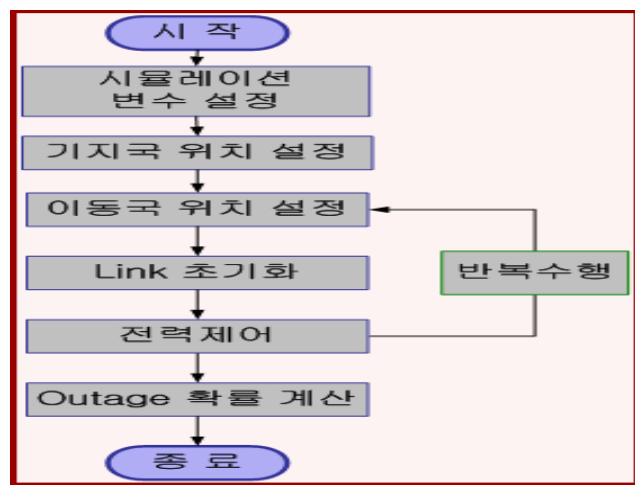 시 작
시율레이션
변수 설정
기지국 위치 설정
이동국 위치 설정
Link 초기화
반복수행
전력제어
Outage 확률 계산
종 료